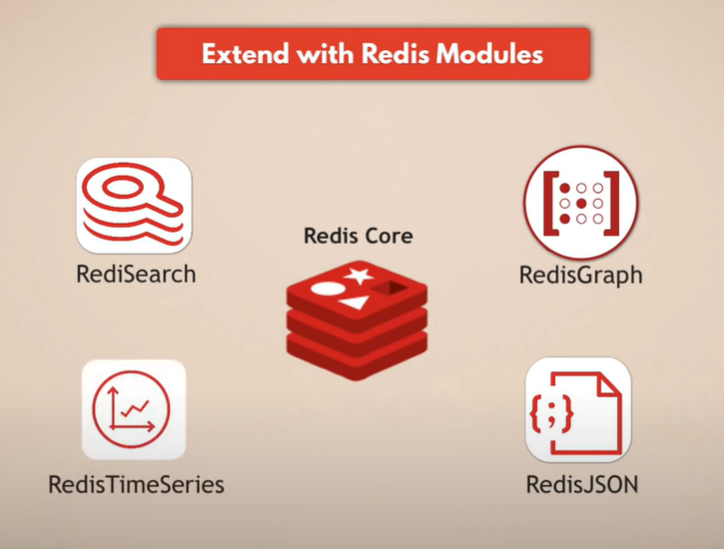 Extend with Redis Modules
RediSearch
Redis Core
RedisGraph
RedisTimeSeries
RedisJSON